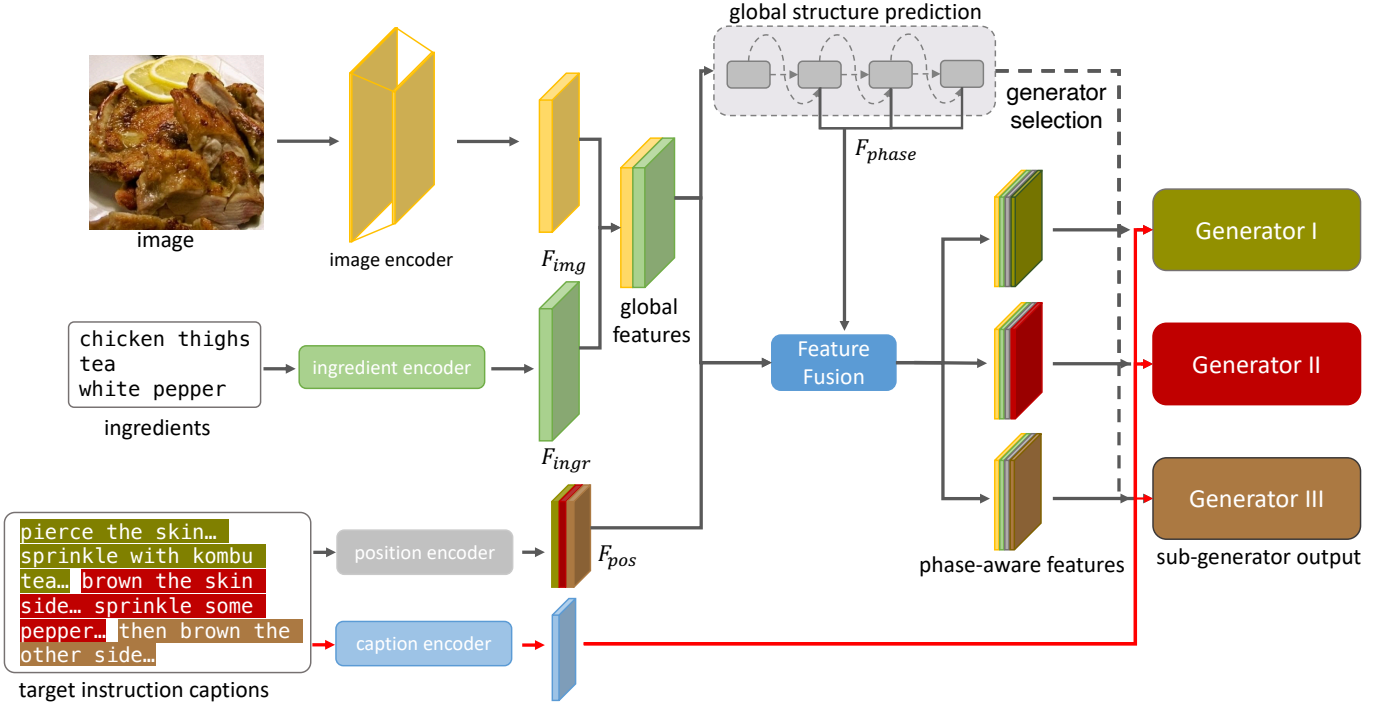 global structure prediction
generator
selection
F_phase
image
image encoder
F_img
global
features
chicken thighs
tea
white pepper
ingredients
ingredient encoder
F_ingr
Feature
Fusion
Generator I
Generator II
Generator III
phase-aware features
sub-generator output
pierce the skin…
sprinkle with kombu
tea… brown the skin
side… sprinkle some
pepper… then brown the
other side…
target instruction captions
position encoder
F_pos
caption encoder